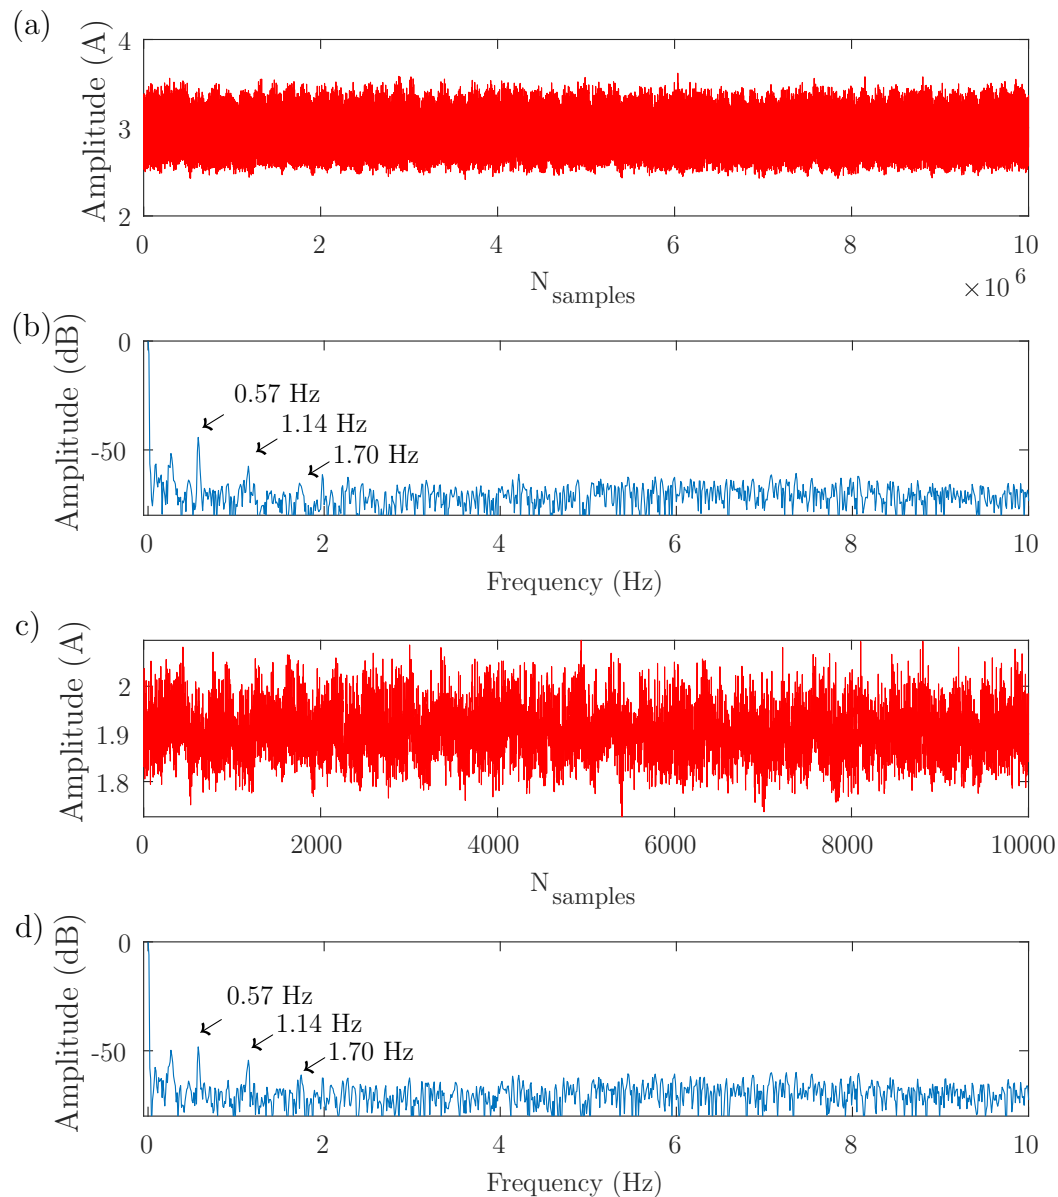 (a)
Amplitude (A)
4
3
2
0 2 4 6 8 10
N_samples
×10^6
(b)
Amplitude (dB)
0
-50
0.57 Hz
1.14 Hz
1.70 Hz
0 2 4 6 8 10
Frequency (Hz)
c)
Amplitude (A)
2
1.9
1.8
0 2000 4000 6000 8000 10000
N_samples
d)
Amplitude (dB)
0
-50
0.57 Hz
1.14 Hz
1.70 Hz
0 2 4 6 8 10
Frequency (Hz)